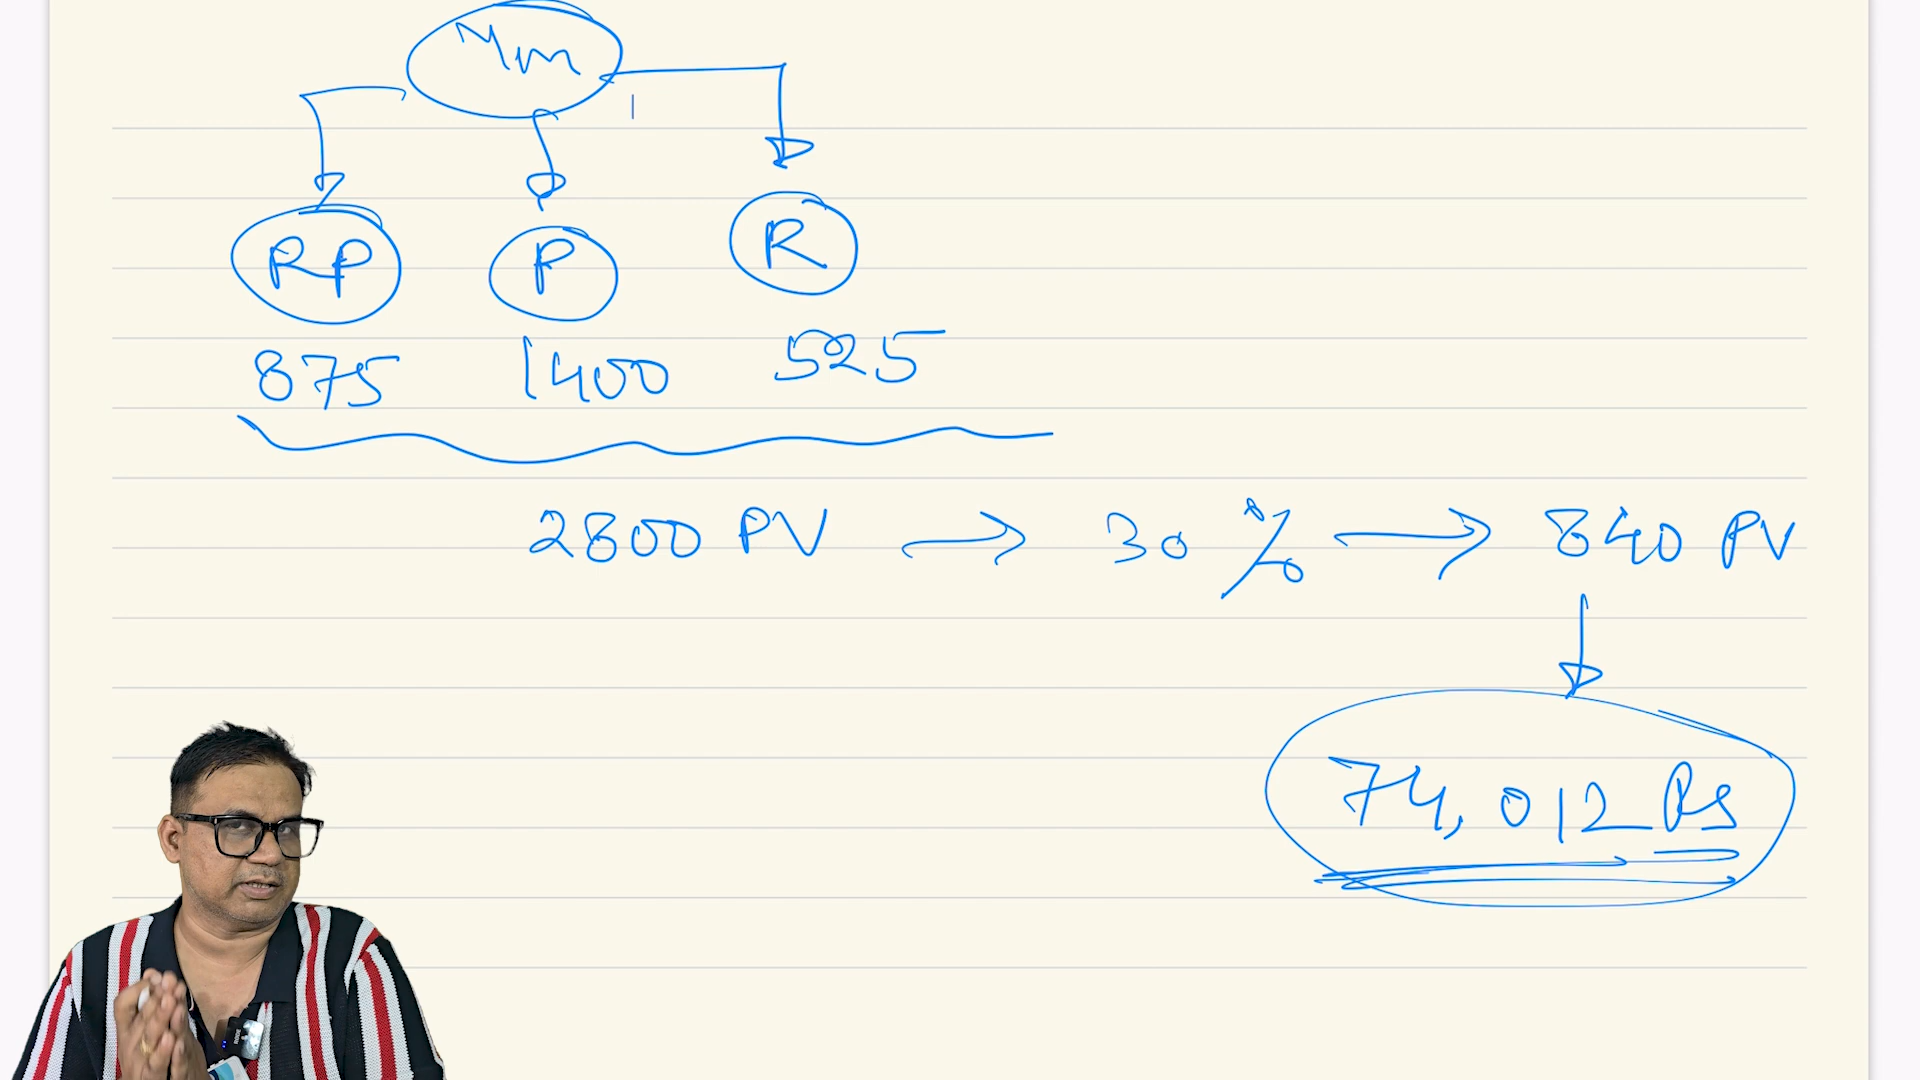 Mm
RP P R
875 1400 525
2800 PV → 30% → 840 PV
74,012 Rs